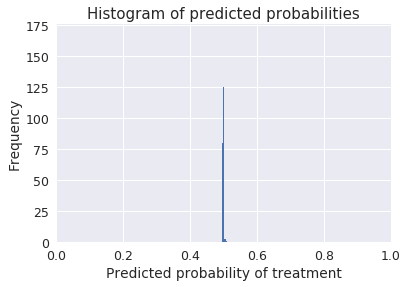 Histogram of predicted probabilities
175
150
125
100
75
50
25
0
Frequency
0.0 0.2 0.4 0.6 0.8 1.0
Predicted probability of treatment